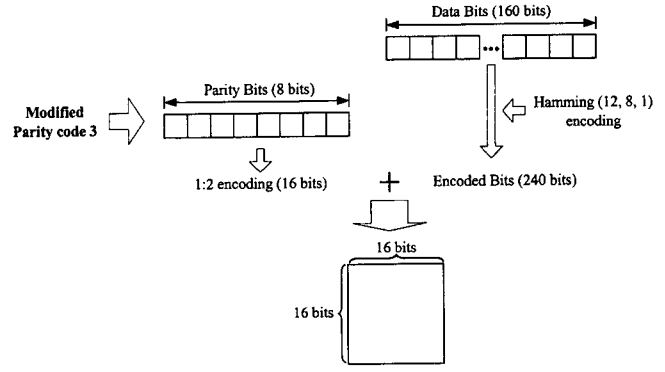 Data Bits (160 bits)
Parity Bits (8 bits)
Modified
Parity code 3
Hamming (12, 8, 1)
encoding
1:2 encoding (16 bits)
+
Encoded Bits (240 bits)
16 bits
16 bits